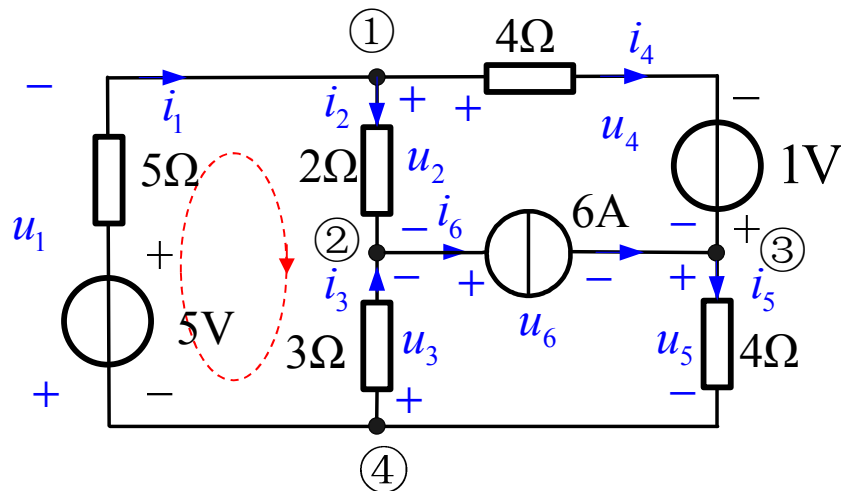 ①
4Ω
i₄
−
i₁
i₂
+
+
−
5Ω
2Ω
u₂
u₄
1V
u₁
+
②
−
i₆
6A
−
+
③
i₃
−
+
−
+
i₅
5V
3Ω
u₃
u₆
u₅
4Ω
+
−
+
−
④